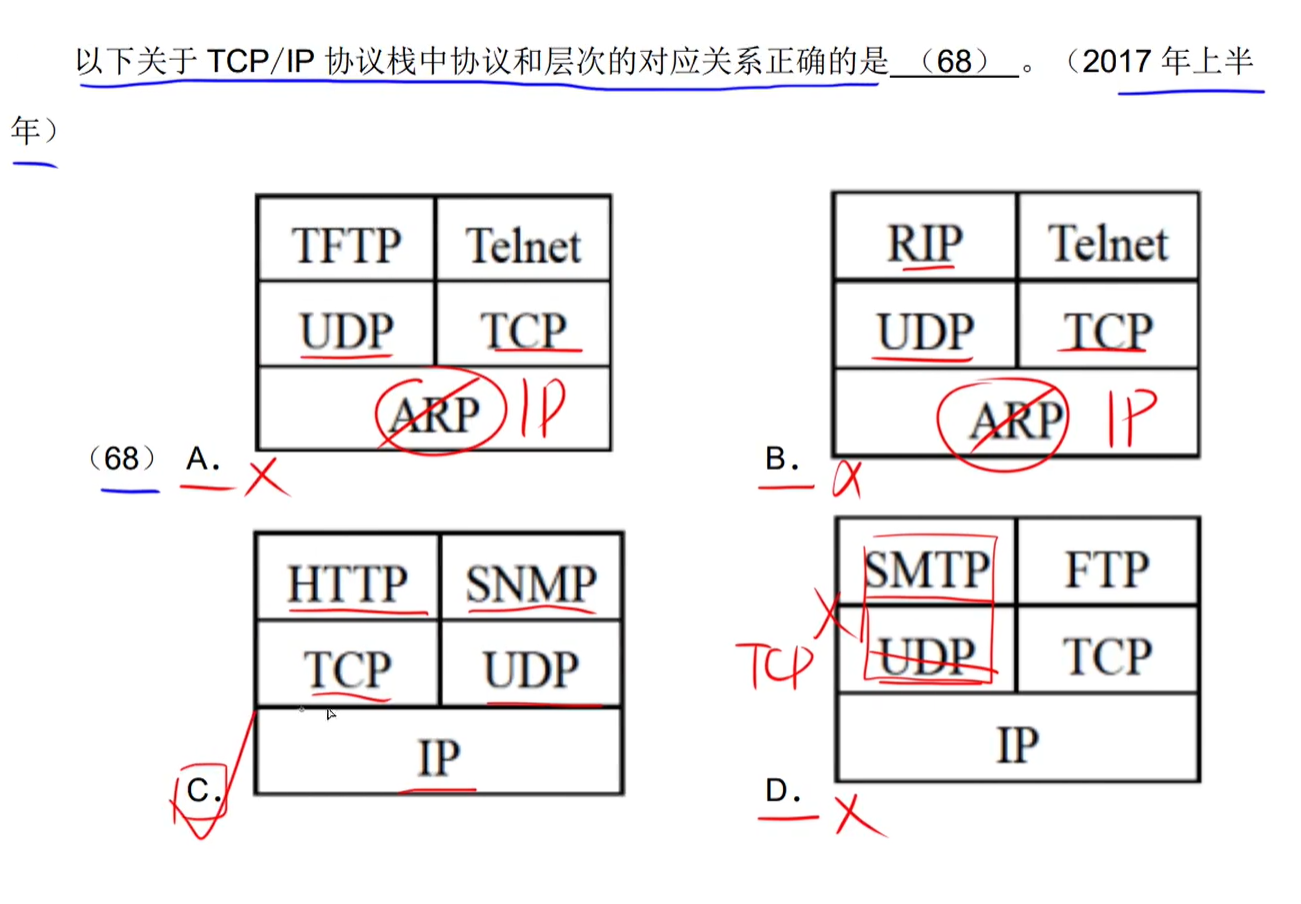 以下关于 TCP/IP 协议栈中协议和层次的对应关系正确的是 （68） 。（2017 年上半
年）
TFTP Telnet
UDP TCP
ARP IP
（68） A. X
RIP Telnet
UDP TCP
ARP IP
B. X
HTTP SNMP
TCP UDP
IP
C.
SMTP FTP
TCP X UDP TCP
IP
D. X